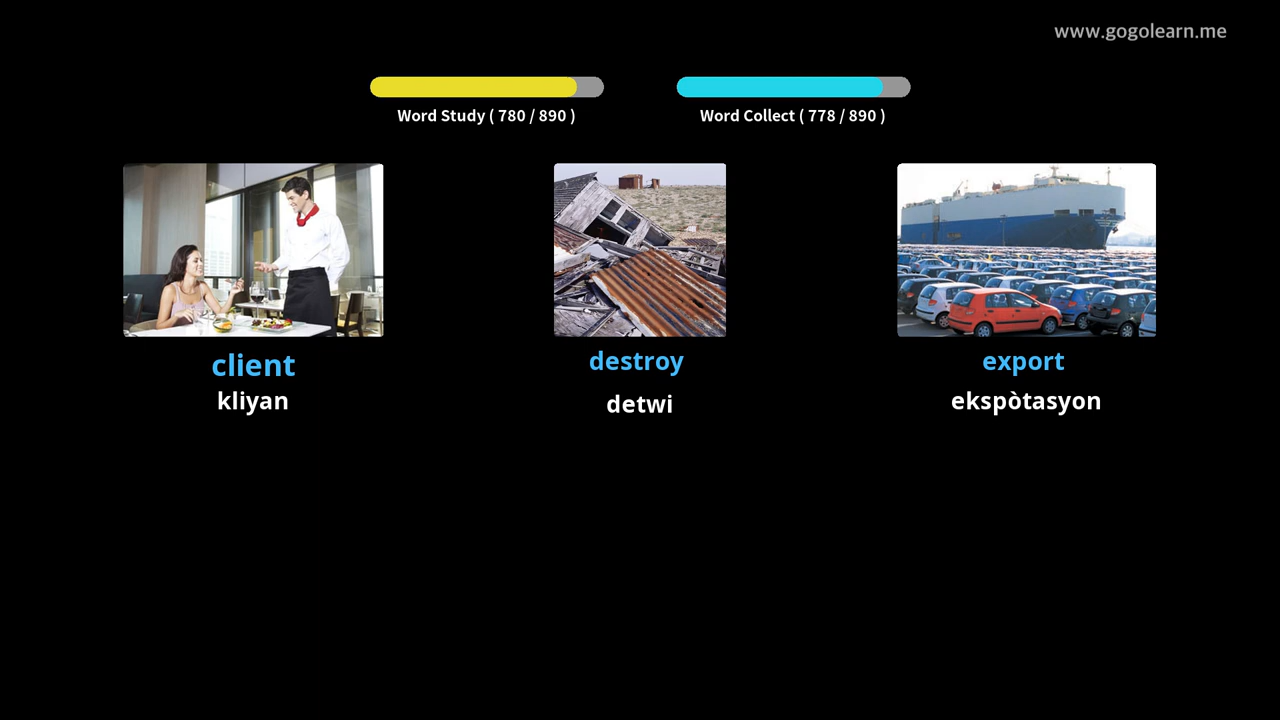 www.gogolearn.me
Word Study ( 780 / 890 )
Word Collect ( 778 / 890 )
client
kliyan
destroy
detwi
export
ekspòtasyon